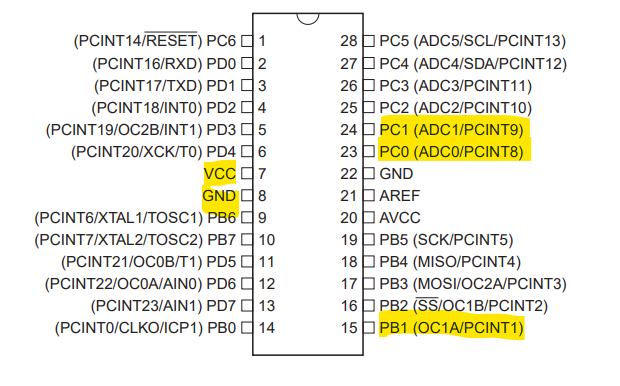 (PCINT14/RESET) PC6 1 28 PC5 (ADC5/SCL/PCINT13)
(PCINT16/RXD) PD0 2 27 PC4 (ADC4/SDA/PCINT12)
(PCINT17/TXD) PD1 3 26 PC3 (ADC3/PCINT11)
(PCINT18/INT0) PD2 4 25 PC2 (ADC2/PCINT10)
(PCINT19/OC2B/INT1) PD3 5 24 PC1 (ADC1/PCINT9)
(PCINT20/XCK/T0) PD4 6 23 PC0 (ADC0/PCINT8)
VCC 7 22 GND
GND 8 21 AREF
(PCINT6/XTAL1/TOSC1) PB6 9 20 AVCC
(PCINT7/XTAL2/TOSC2) PB7 10 19 PB5 (SCK/PCINT5)
(PCINT21/OC0B/T1) PD5 11 18 PB4 (MISO/PCINT4)
(PCINT22/OC0A/AIN0) PD6 12 17 PB3 (MOSI/OC2A/PCINT3)
(PCINT23/AIN1) PD7 13 16 PB2 (SS/OC1B/PCINT2)
(PCINT0/CLKO/ICP1) PB0 14 15 PB1 (OC1A/PCINT1)